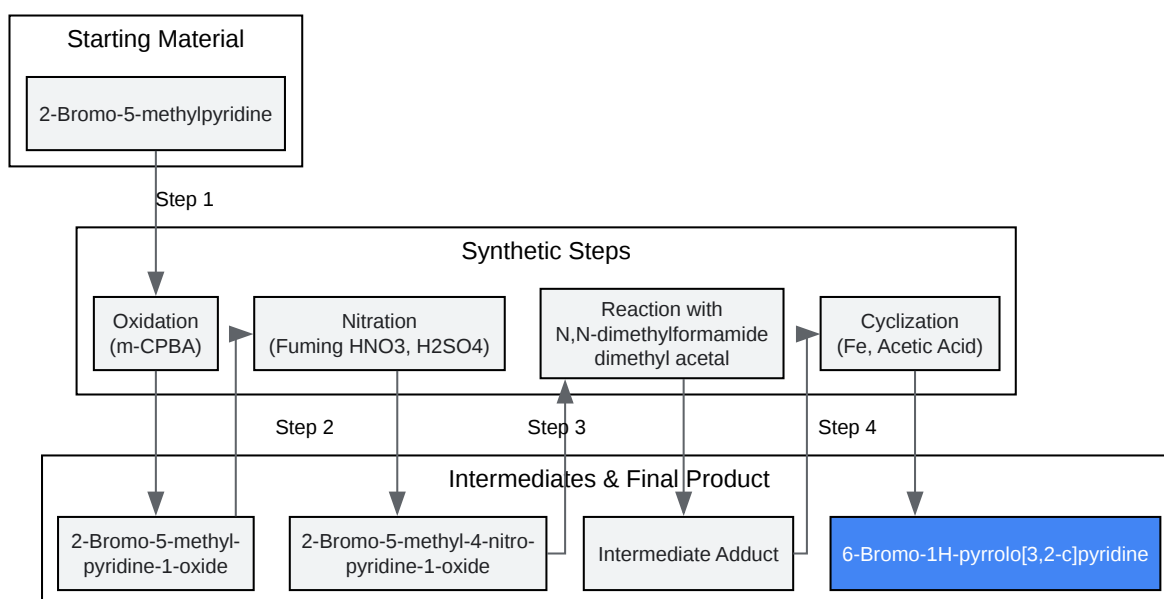 Starting Material
2-Bromo-5-methylpyridine
Step 1
Synthetic Steps
Oxidation
(m-CPBA)
Nitration
(Fuming HNO3, H2SO4)
Reaction with
N,N-dimethylformamide
dimethyl acetal
Cyclization
(Fe, Acetic Acid)
Step 2
Step 3
Step 4
Intermediates & Final Product
2-Bromo-5-methyl-
pyridine-1-oxide
2-Bromo-5-methyl-4-nitro-
pyridine-1-oxide
Intermediate Adduct
6-Bromo-1H-pyrrolo[3,2-c]pyridine